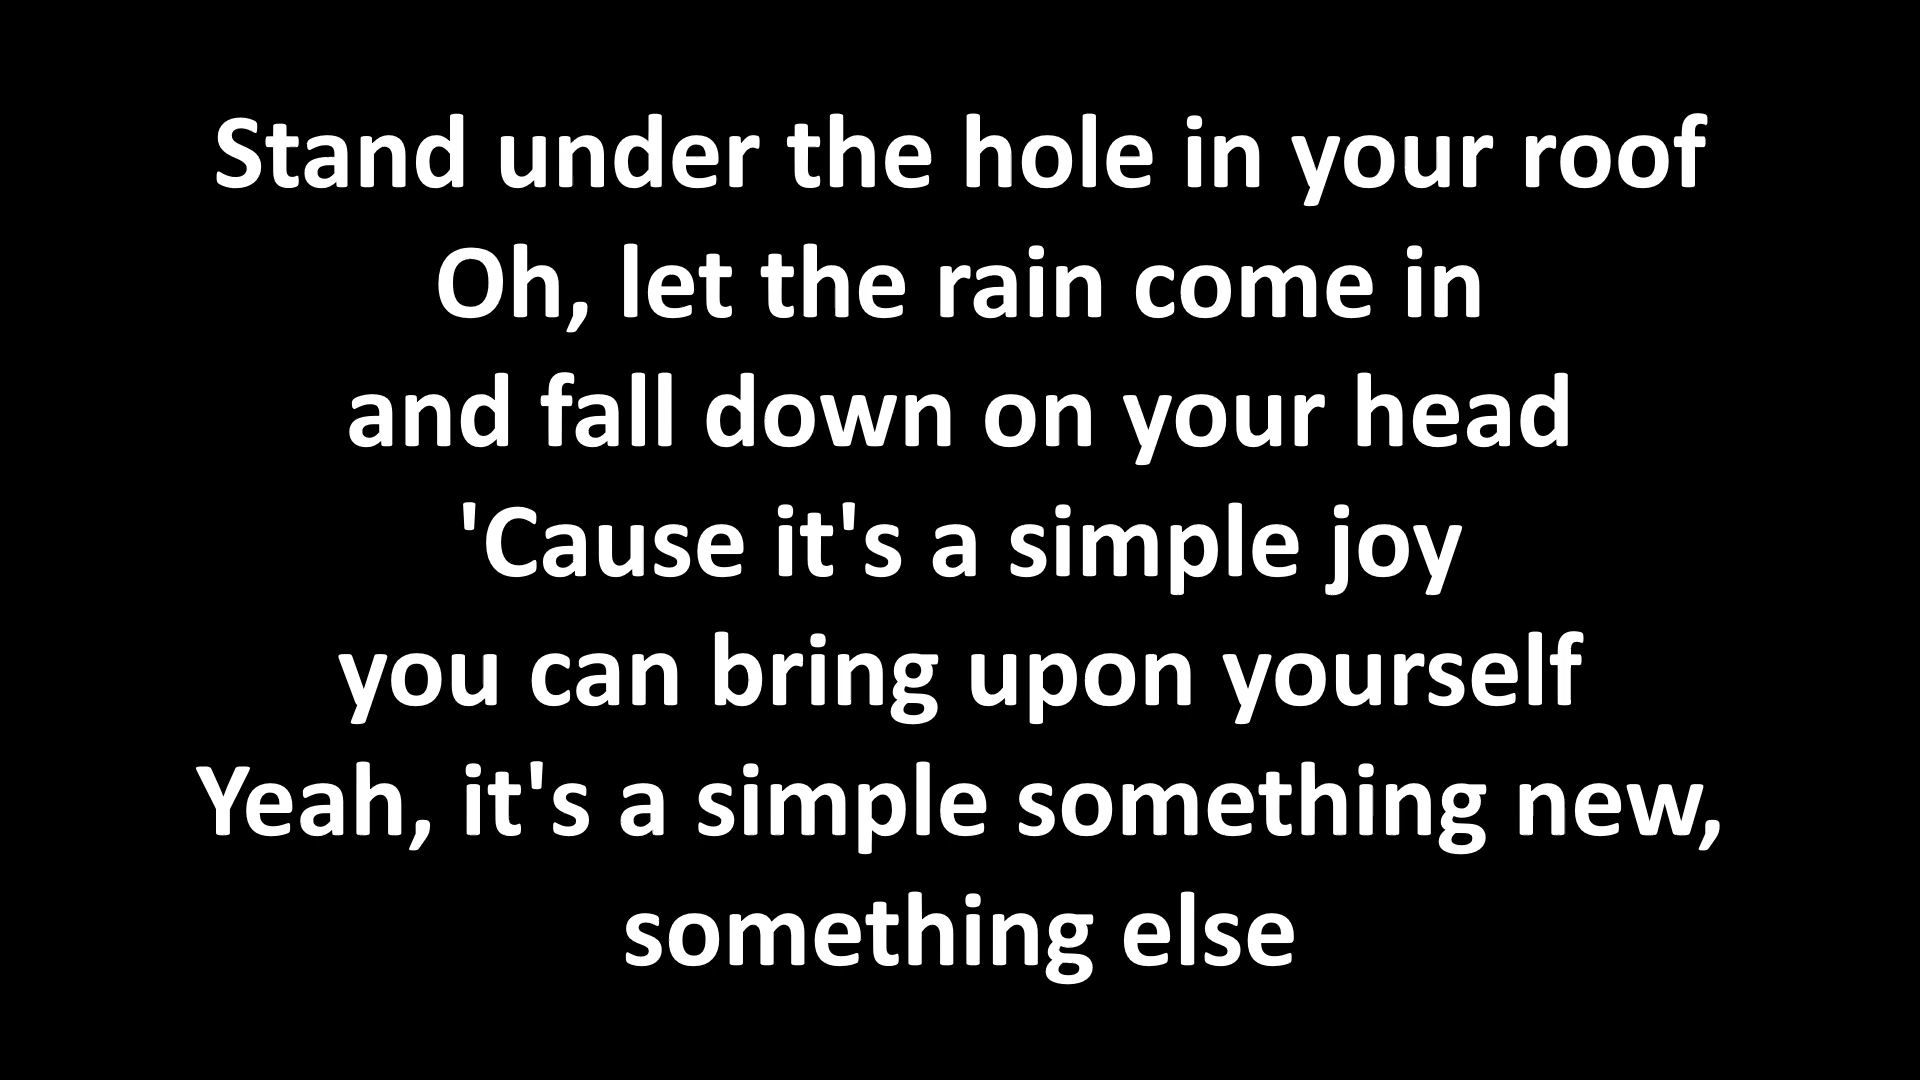 Stand under the hole in your roof
Oh, let the rain come in
and fall down on your head
'Cause it's a simple joy
you can bring upon yourself
Yeah, it's a simple something new,
something else